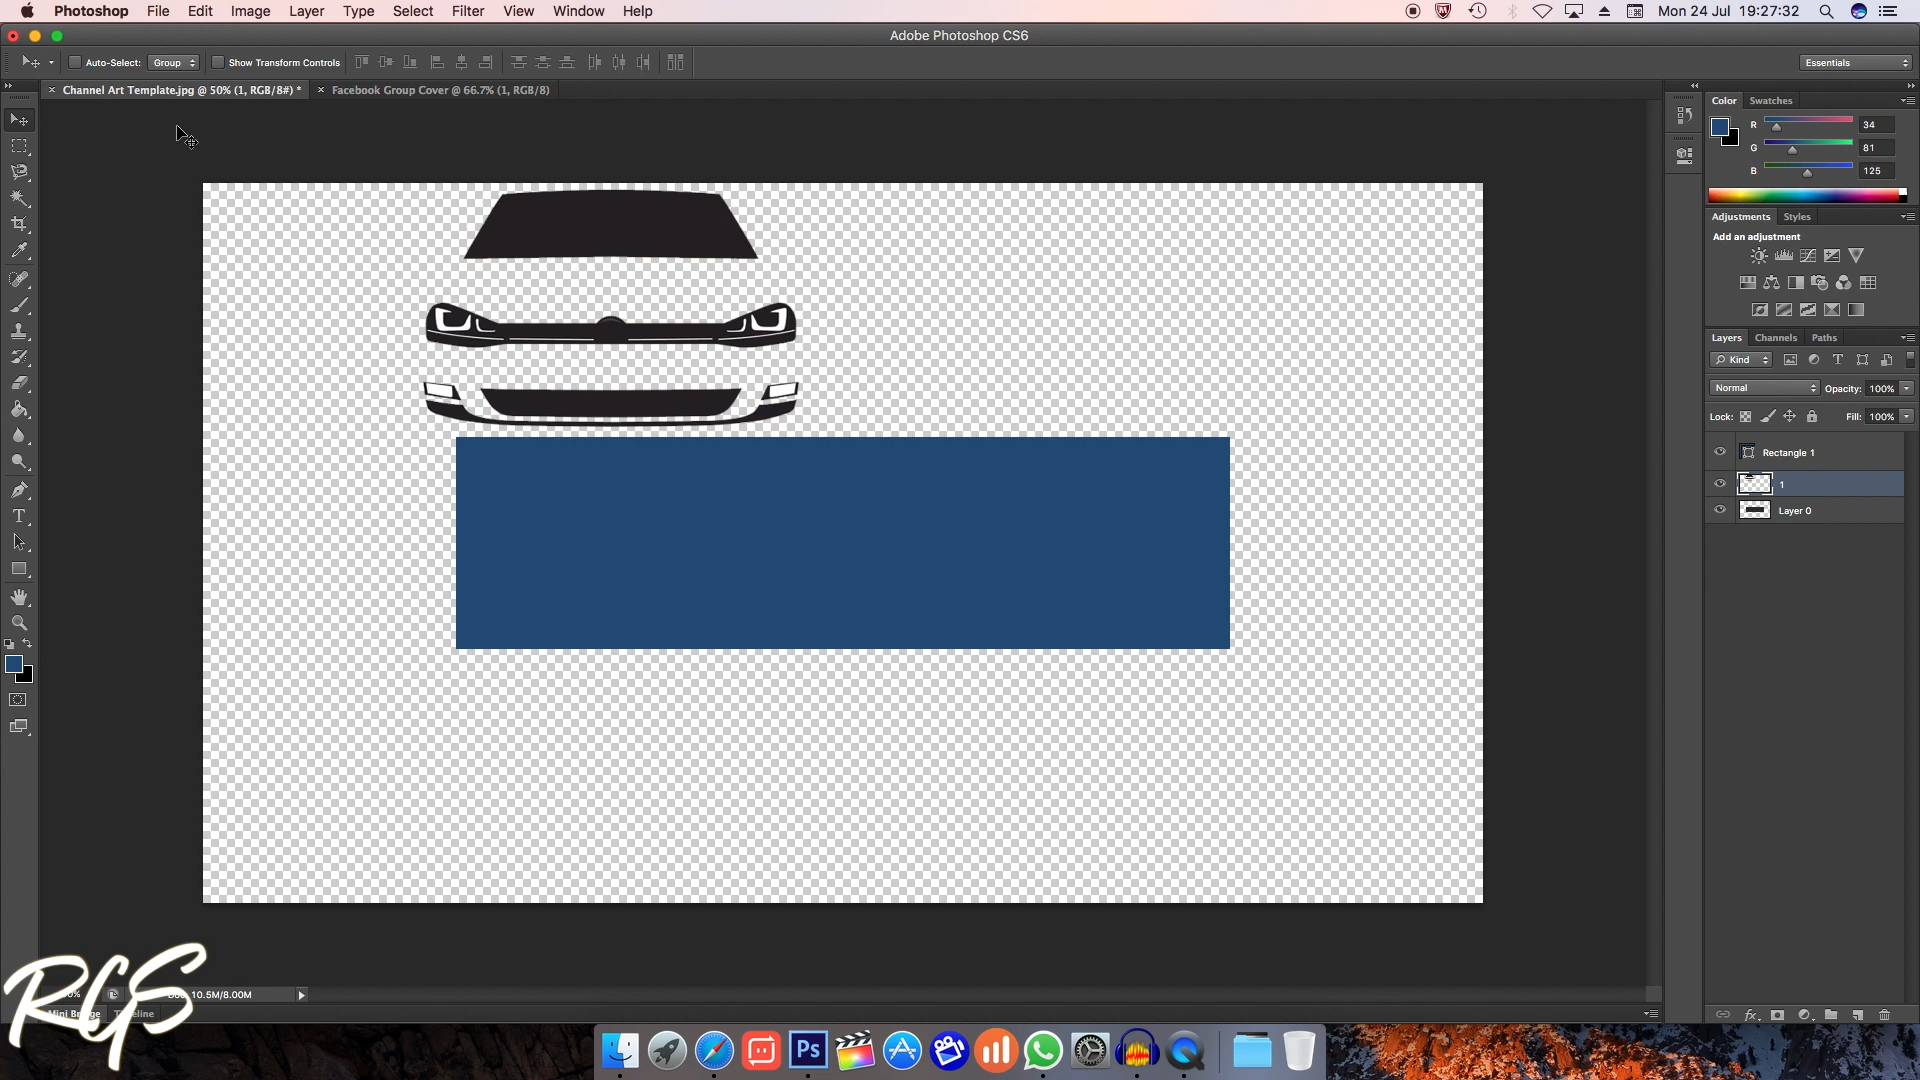 Photoshop File Edit Image Layer Type Select Filter View Window Help Mon 24 Jul 19:27:32
Adobe Photoshop CS6
Auto-Select: Group Show Transform Controls Essentials
Channel Art Template.jpg @ 50% (1, RGB/8#) * Facebook Group Cover @ 66.7% (1, RGB/8)
Color Swatches
R 34
G 81
B 125
Adjustments Styles
Add an adjustment
Layers Channels Paths
Kind
Normal Opacity: 100%
Lock: Fill: 100%
Rectangle 1
1
Layer 0
RGS
10.5M/8.00M
Mini Bridge Timeline
Ps